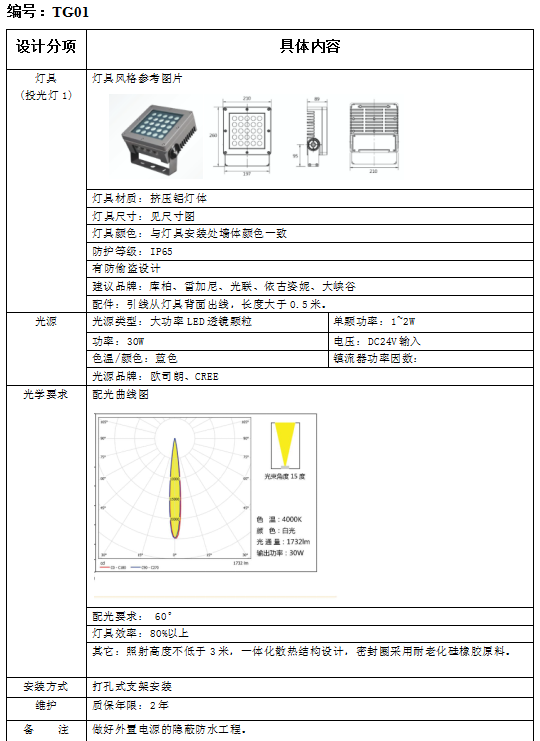 编号：TG01
设计分项
具体内容
灯具
(投光灯 1)
灯具风格参考图片
210
260
197
89
95
210
灯具材质：挤压铝灯体
灯具尺寸：见尺寸图
灯具颜色：与灯具安装处墙体颜色一致
防护等级：IP65
有防偷盗设计
建议品牌：库柏、雷加尼、光联、依古姿妮、大峡谷
配件：引线从灯具背面出线，长度大于 0.5 米。
光源
光源类型：大功率 LED 透镜颗粒
单颗功率：1~2W
功率：30W
电压：DC24V 输入
色温/颜色：蓝色
镇流器功率因数：
光源品牌：欧司朗、CREE
光学要求
配光曲线图
光束角度 15 度
色 温：4000K
颜 色：白光
光 通 量：1732lm
输出功率：30W
cd
C0 - C180
C90 - C270
1732 lm
配光要求： 60°
灯具效率：80%以上
其它：照射高度不低于 3 米，一体化散热结构设计，密封圈采用耐老化硅橡胶原料。
安装方式
打孔式支架安装
维护
质保年限：2 年
备 注
做好外置电源的隐蔽防水工程。